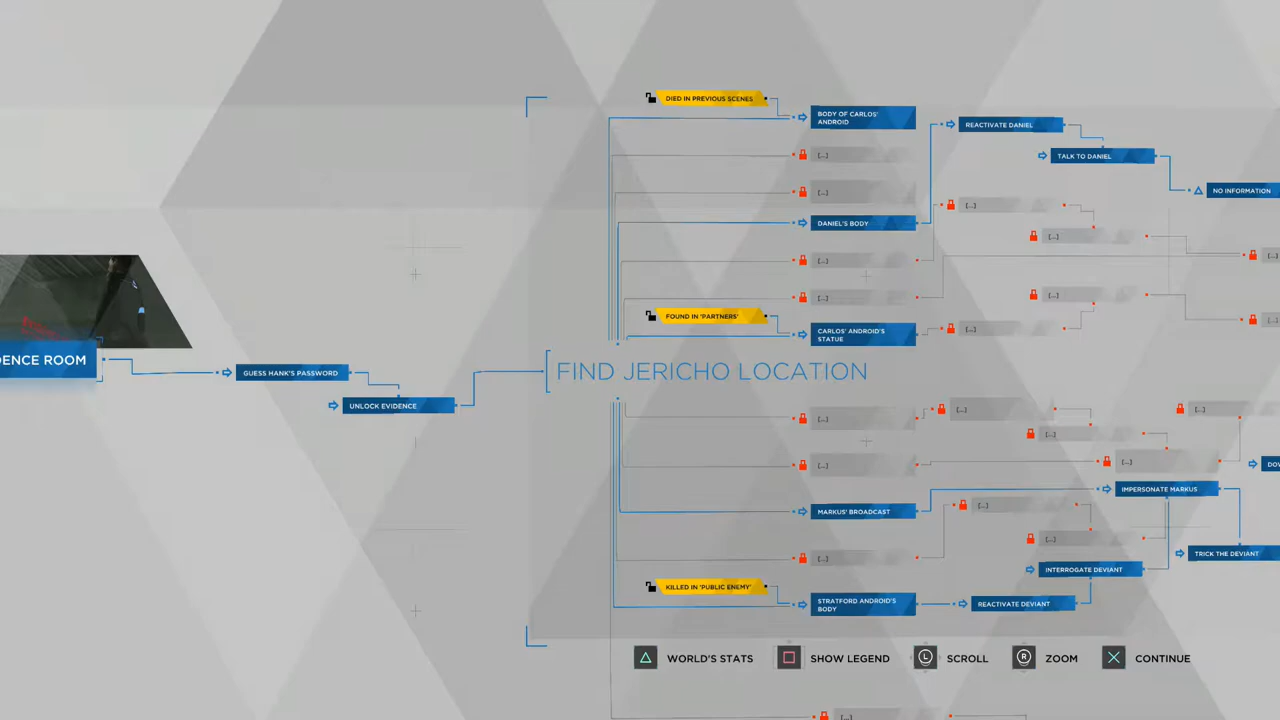 DIED IN PREVIOUS SCENES
BODY OF CARLOS'
ANDROID
REACTIVATE DANIEL
[...]
TALK TO DANIEL
[...]
NO INFORMATION
[...]
DANIEL'S BODY
[...]
[...]
[...]
[...]
[...]
FOUND IN 'PARTNERS'
[...]
CARLOS' ANDROID'S
STATUE
[...]
DENCE ROOM
GUESS HANK'S PASSWORD
FIND JERICHO LOCATION
UNLOCK EVIDENCE
[...]
[...]
[...]
[...]
[...]
[...]
DOV
IMPERSONATE MARKUS
MARKUS' BROADCAST
[...]
[...]
[...]
TRICK THE DEVIANT
INTERROGATE DEVIANT
KILLED IN 'PUBLIC ENEMY'
STRATFORD ANDROID'S
BODY
REACTIVATE DEVIANT
WORLD'S STATS
SHOW LEGEND
L
SCROLL
R
ZOOM
CONTINUE
[...]